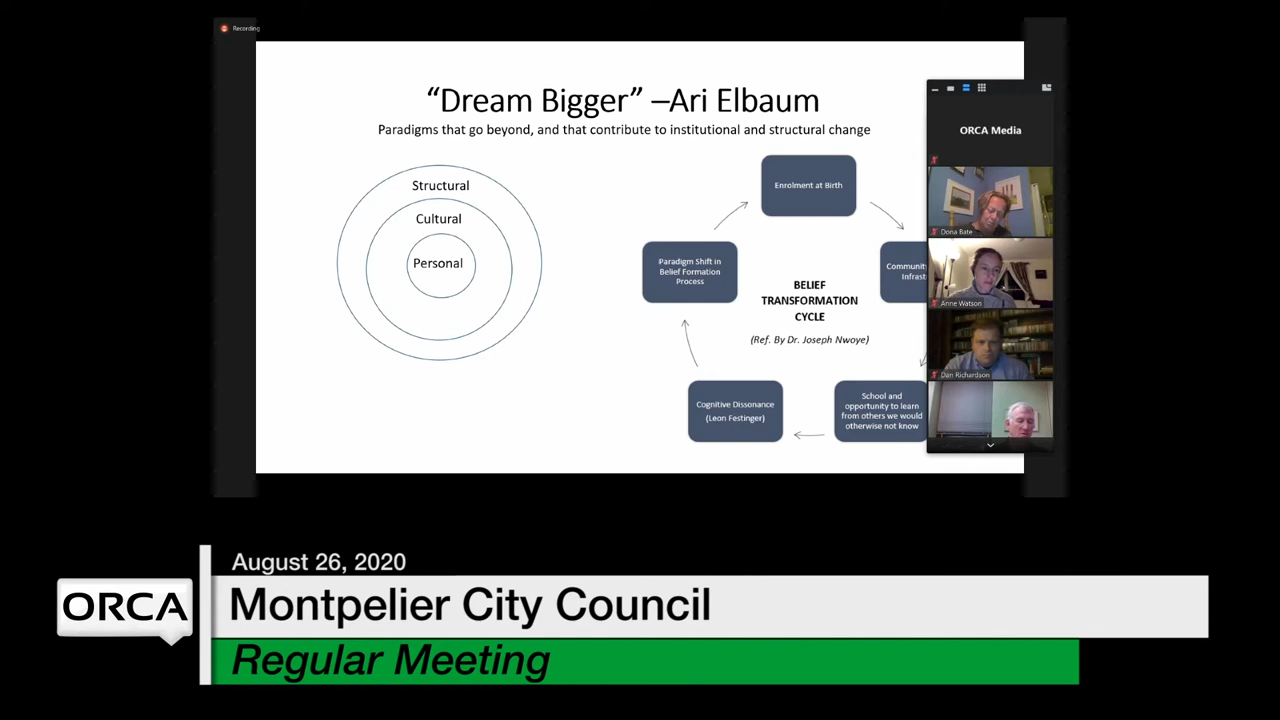 Recording
“Dream Bigger” –Ari Elbaum
Paradigms that go beyond, and that contribute to institutional and structural change
Structural
Cultural
Personal
Enrolment at Birth
Community
Paradigm Shift in
Belief Formation
Process
BELIEF
TRANSFORMATION
CYCLE
(Ref. By Dr. Joseph Nwoye)
Cognitive Dissonance
(Leon Festinger)
School and
opportunity to learn
from others we would
otherwise not know
ORCA Media
Dona Bate
Anne Watson
Dan Richardson
August 26, 2020
ORCA
Montpelier City Council
Regular Meeting